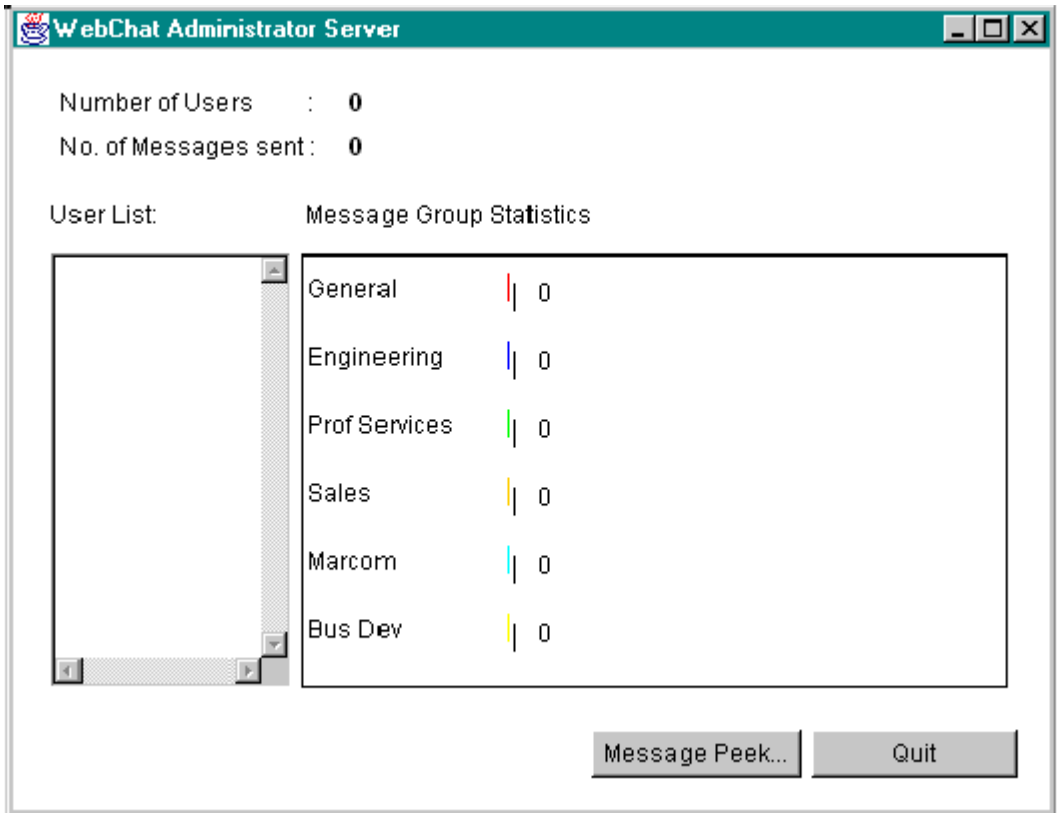 WebChat Administrator Server
Number of Users : 0
No. of Messages sent : 0
User List: Message Group Statistics
General 0
Engineering 0
Prof Services 0
Sales 0
Marcom 0
Bus Dev 0
Message Peek... Quit